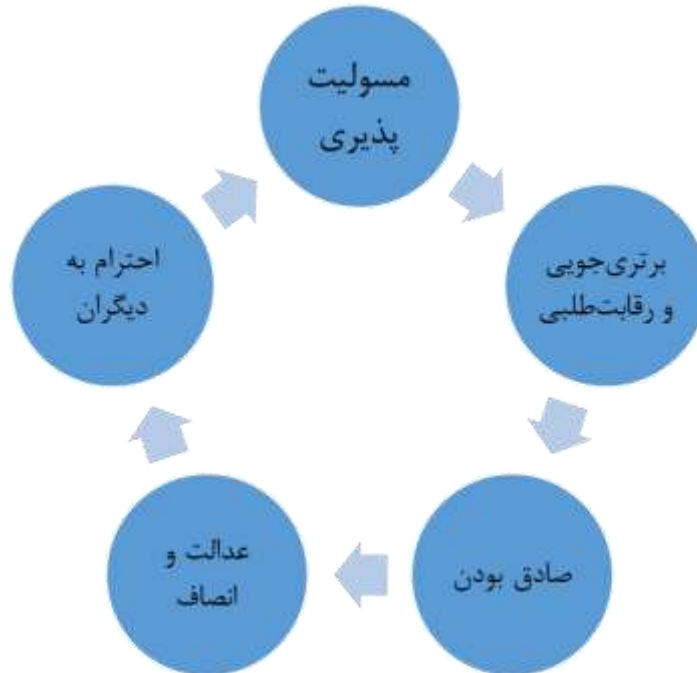 مسولیت
پذیری
برتری‌جویی
و رقابت‌طلبی
صادق بودن
عدالت و
انصاف
احترام به
دیگران